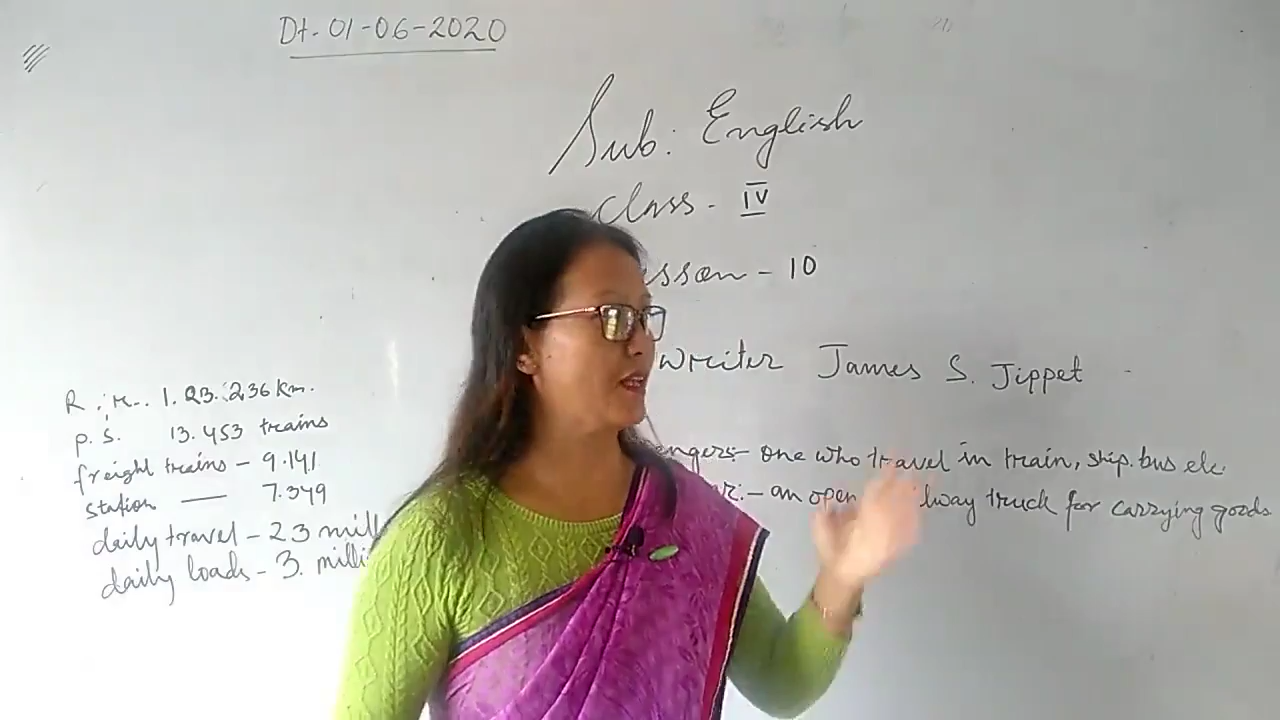 Dt. 01-06-2020
Sub: English
Class - IV
sson - 10
Writer James S. Jippet
engers:- one who travel in train, ship. bus etc.
r:- an open lway truck for carrying goods.
R. r.. 1. 23. 236 km.
p. s. 13. 453 trains
freight trains - 9.141
station — 7.349
daily travel - 23 mill
daily loads - 3. milli